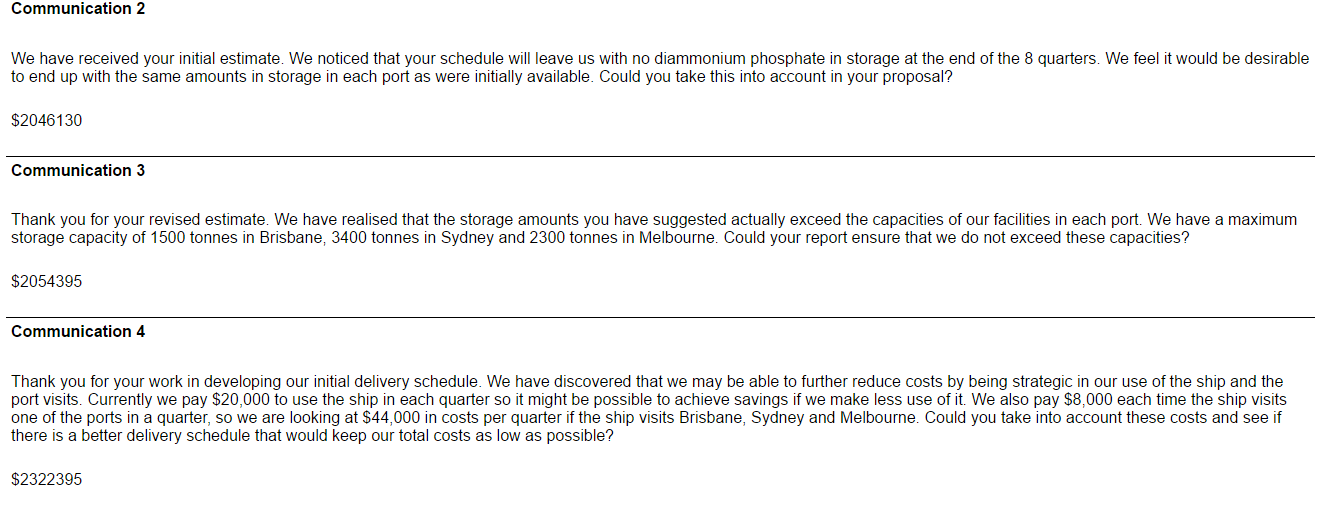 Communication 2
We have received your initial estimate. We noticed that your schedule will leave us with no diammonium phosphate in storage at the end of the 8 quarters. We feel it would be desirable
to end up with the same amounts in storage in each port as were initially available. Could you take this into account in your proposal?
$2046130
Communication 3
Thank you for your revised estimate. We have realised that the storage amounts you have suggested actually exceed the capacities of our facilities in each port. We have a maximum
storage capacity of 1500 tonnes in Brisbane, 3400 tonnes in Sydney and 2300 tonnes in Melbourne. Could your report ensure that we do not exceed these capacities?
$2054395
Communication 4
Thank you for your work in developing our initial delivery schedule. We have discovered that we may be able to further reduce costs by being strategic in our use of the ship and the
port visits. Currently we pay $20,000 to use the ship in each quarter so it might be possible to achieve savings if we make less use of it. We also pay $8,000 each time the ship visits
one of the ports in a quarter, so we are looking at $44,000 in costs per quarter if the ship visits Brisbane, Sydney and Melbourne. Could you take into account these costs and see if
there is a better delivery schedule that would keep our total costs as low as possible?
$2322395